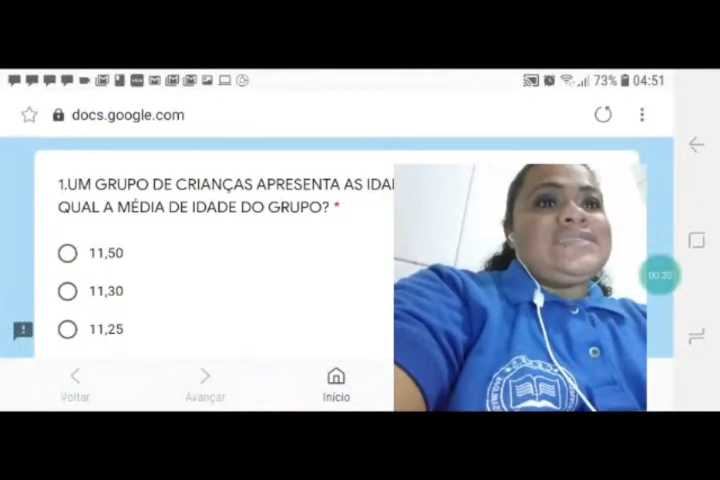 73% 04:51
docs.google.com
1.UM GRUPO DE CRIANÇAS APRESENTA AS IDA
QUAL A MÉDIA DE IDADE DO GRUPO? *
11,50
11,30
11,25
00:30
Voltar Avançar Início